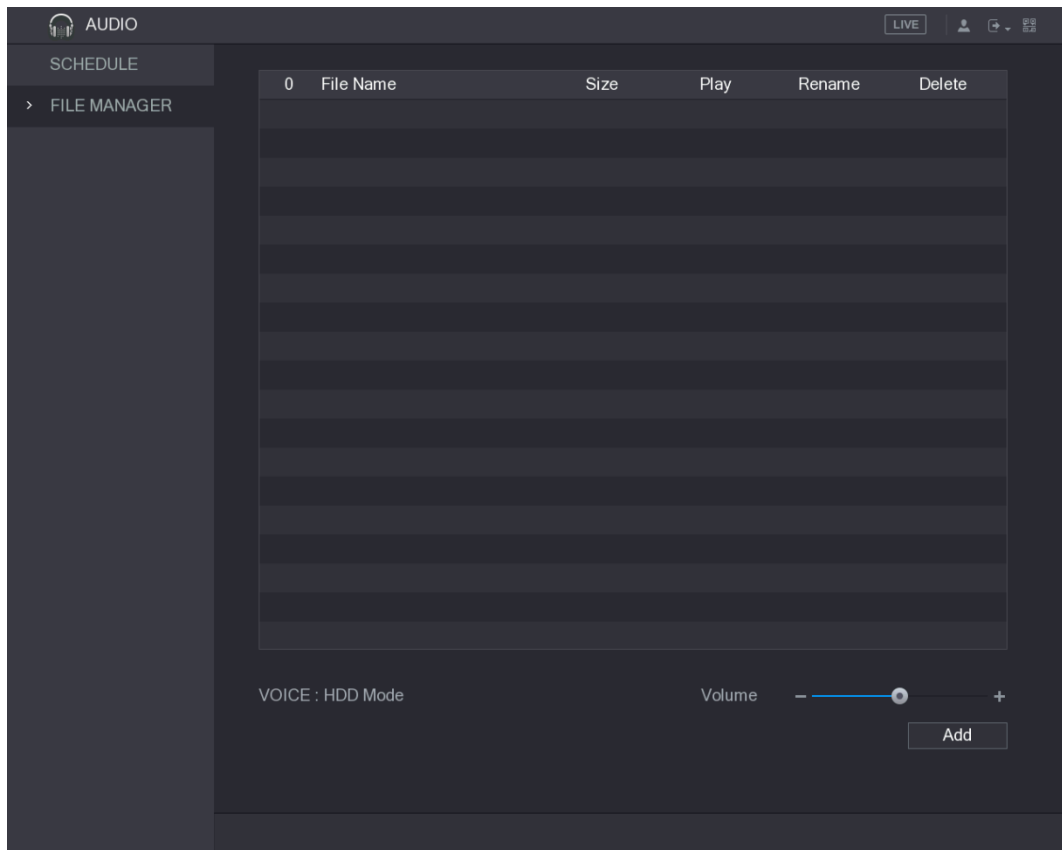 AUDIO
LIVE
SCHEDULE
FILE MANAGER
0 File Name Size Play Rename Delete
VOICE : HDD Mode
Volume
Add